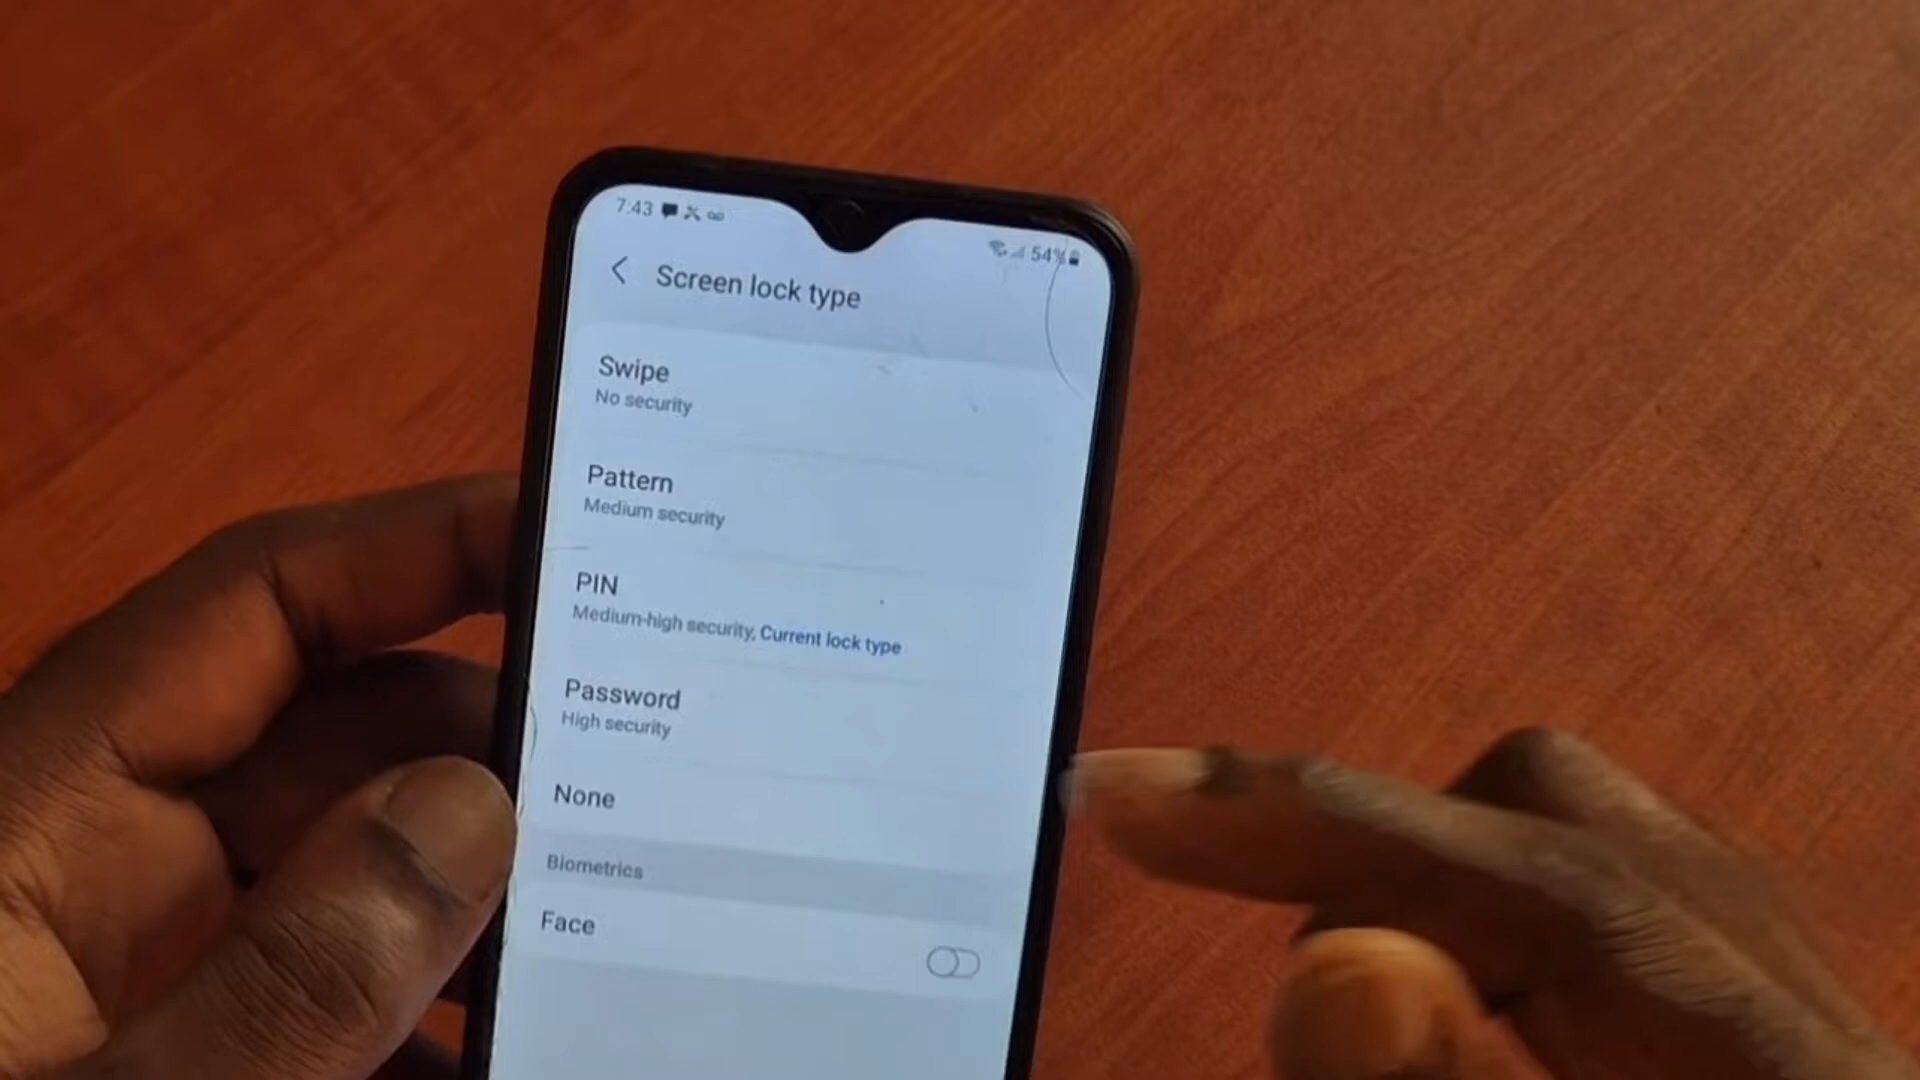 7:43
54%
Screen lock type
Swipe
No security
Pattern
Medium security
PIN
Medium-high security, Current lock type
Password
High security
None
Biometrics
Face